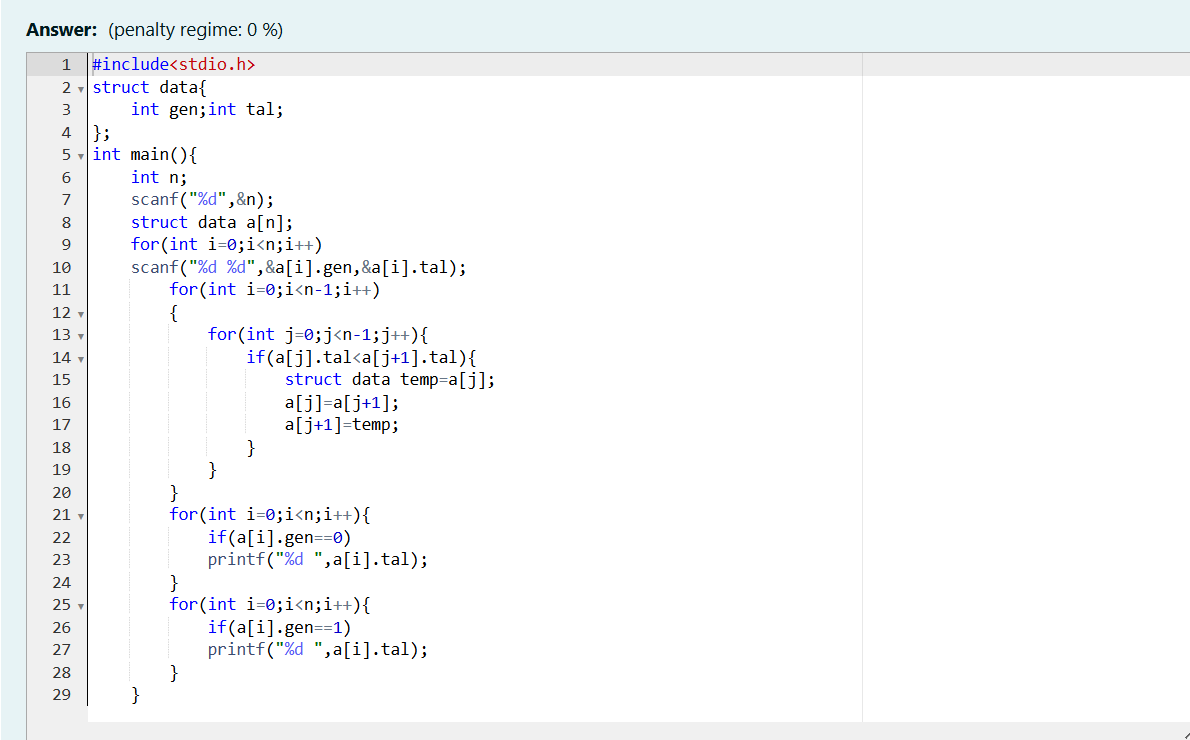 Answer: (penalty regime: 0 %)
1 #include<stdio.h>
2 struct data{
3     int gen;int tal;
4 };
5 int main(){
6     int n;
7     scanf("%d",&n);
8     struct data a[n];
9     for(int i=0;i<n;i++)
10     scanf("%d %d",&a[i].gen,&a[i].tal);
11         for(int i=0;i<n-1;i++)
12         {
13             for(int j=0;j<n-1;j++){
14                 if(a[j].tal<a[j+1].tal){
15                     struct data temp=a[j];
16                     a[j]=a[j+1];
17                     a[j+1]=temp;
18                 }
19             }
20         }
21         for(int i=0;i<n;i++){
22             if(a[i].gen==0)
23             printf("%d ",a[i].tal);
24         }
25         for(int i=0;i<n;i++){
26             if(a[i].gen==1)
27             printf("%d ",a[i].tal);
28         }
29     }